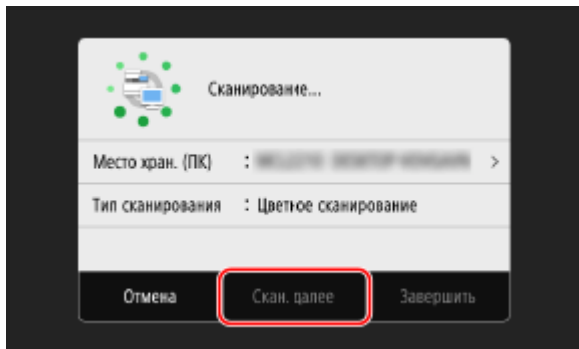 Сканирование...
Место хран. (ПК) :
Тип сканирования : Цветное сканирование
Отмена Скан. далее Завершить